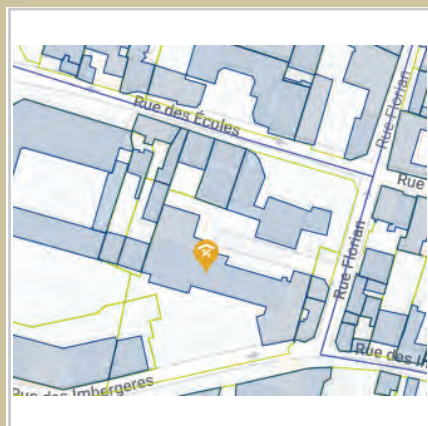 Rue Florian
Rue des Écoles
Rue
Rue Florian
Rue des I
Rue des Imbergeres